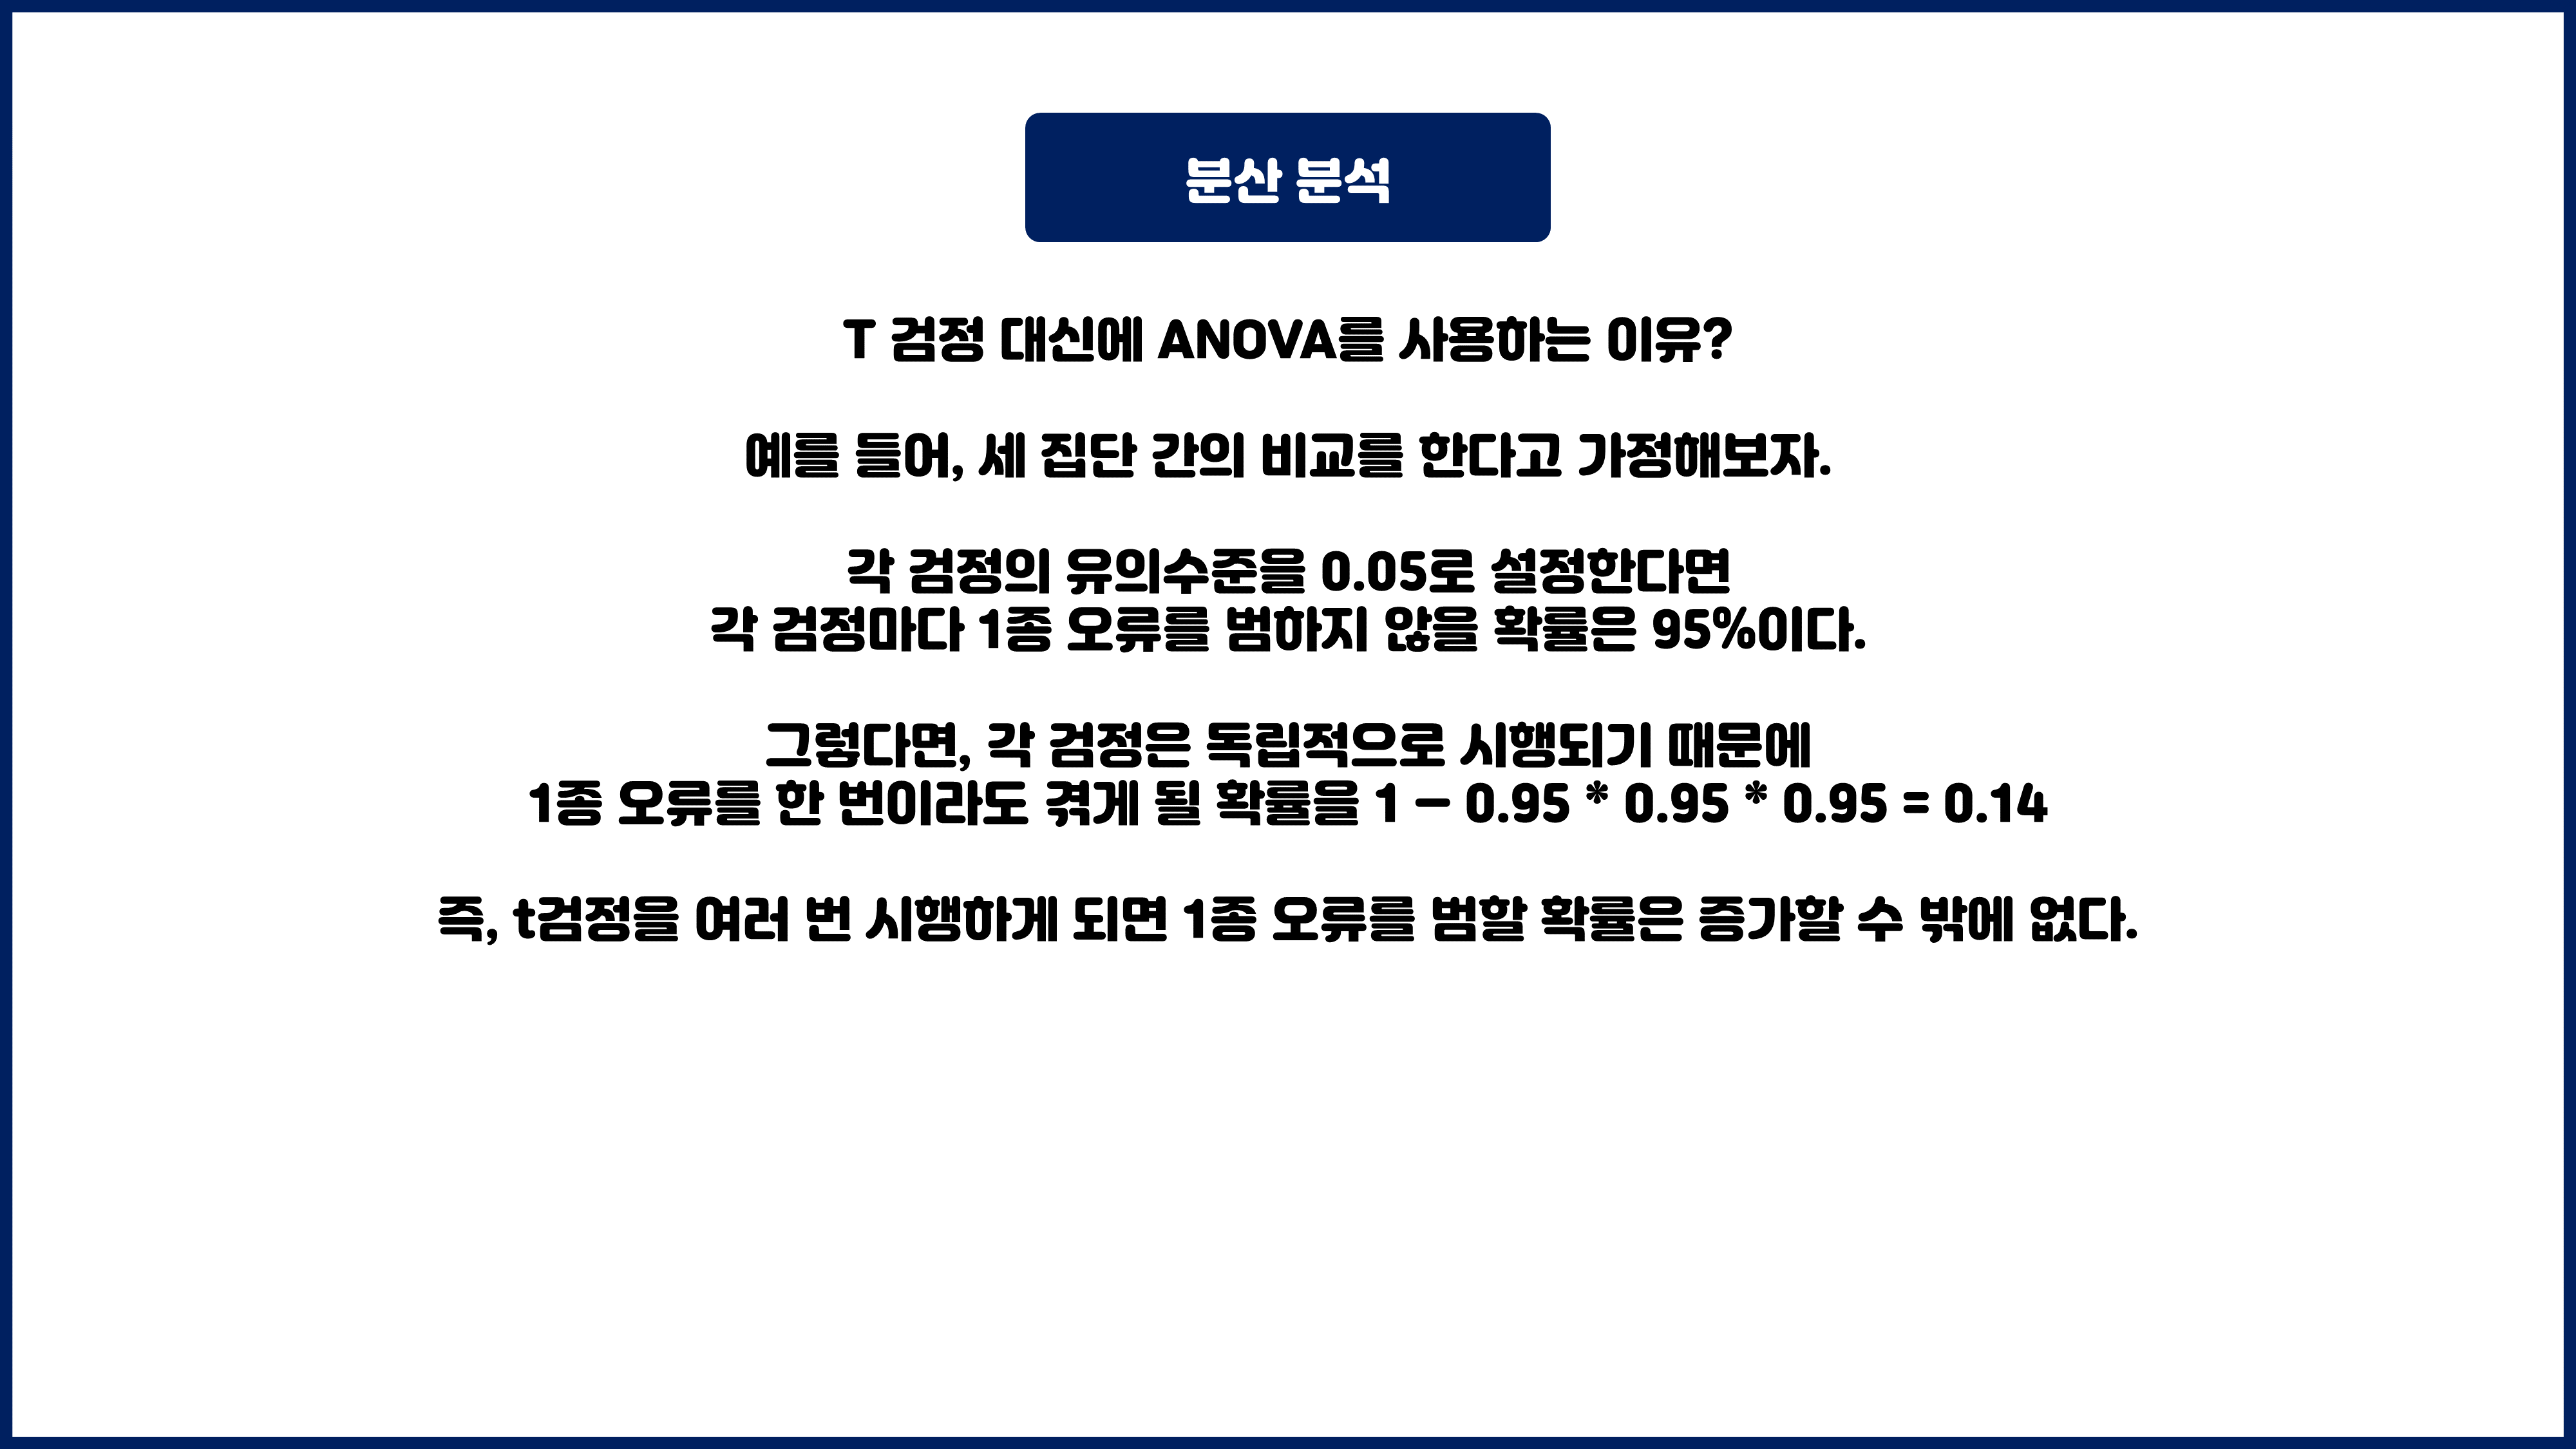 분산 분석
T 검정 대신에 ANOVA를 사용하는 이유?
예를 들어, 세 집단 간의 비교를 한다고 가정해보자.
각 검정의 유의수준을 0.05로 설정한다면
각 검정마다 1종 오류를 범하지 않을 확률은 95%이다.
그렇다면, 각 검정은 독립적으로 시행되기 때문에
1종 오류를 한 번이라도 겪게 될 확률을 1 – 0.95 * 0.95 * 0.95 = 0.14
즉, t검정을 여러 번 시행하게 되면 1종 오류를 범할 확률은 증가할 수 밖에 없다.